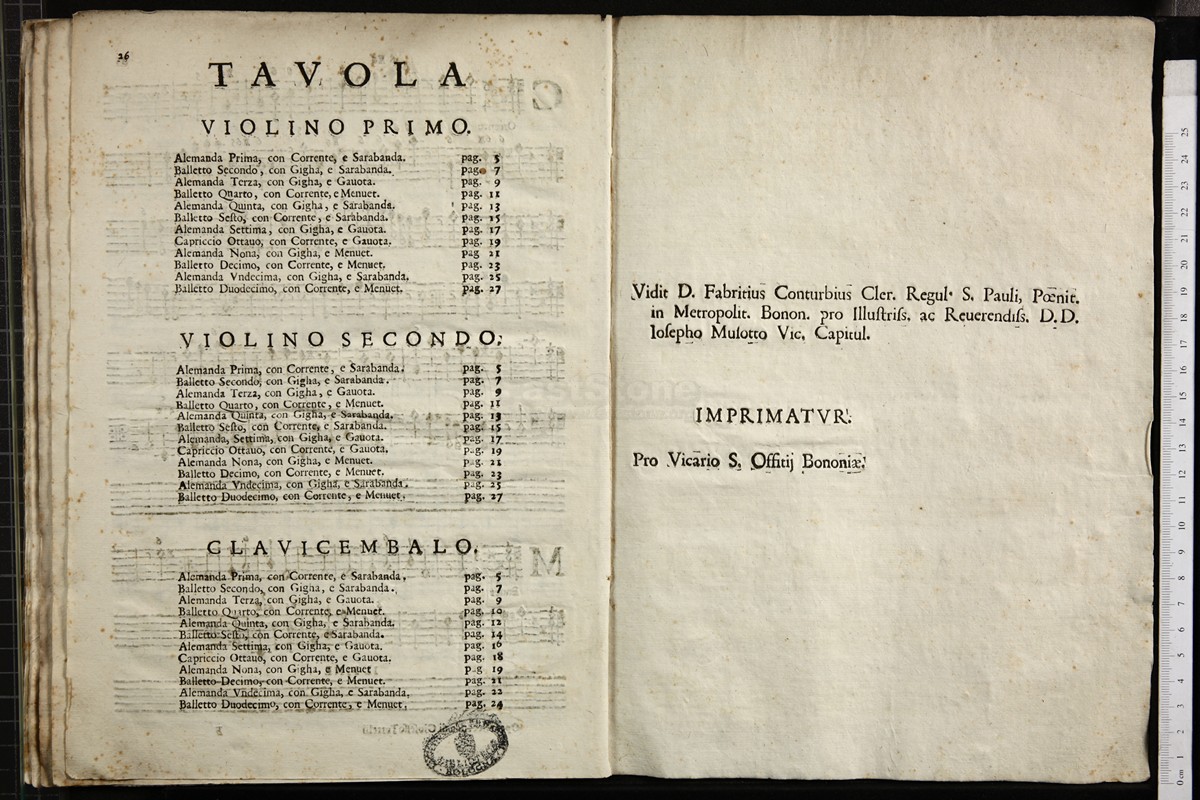 26
TAVOLA
VIOLINO PRIMO.
Alemanda Prima, con Corrente, e Sarabanda. pag. 5
Balletto Secondo, con Gigha, e Sarabanda. pag. 7
Alemanda Terza, con Gigha, e Gauota. pag. 9
Balletto Quarto, con Corrente, e Menuet. pag. 11
Alemanda Quinta, con Gigha, e Sarabanda. pag. 13
Balletto Sesto, con Corrente, e Sarabanda. pag. 15
Alemanda Settima, con Gigha, e Gauota. pag. 17
Capriccio Ottauo, con Corrente, e Gauota. pag. 19
Alemanda Nona, con Gigha, e Menuet. pag 21
Balletto Decimo, con Corrente, e Menuet. pag. 23
Alemanda Vndecima, con Gigha, e Sarabanda. pag. 25
Balletto Duodecimo, con Corrente, e Menuet. pag. 27
VIOLINO SECONDO.
Alemanda Prima, con Corrente, e Sarabanda. pag. 5
Balletto Secondo, con Gigha, e Sarabanda. pag. 7
Alemanda Terza, con Gigha, e Gauota. pag. 9
Balletto Quarto, con Corrente, e Menuet. pag. 11
Alemanda Quinta, con Gigha, e Sarabanda. pag. 13
Balletto Sesto, con Corrente, e Sarabanda. pag. 15
Alemanda, Settima, con Gigha, e Gauota. pag. 17
Capriccio Ottauo, con Corrente, e Gauota. pag. 19
Alemanda Nona, con Gigha, e Menuet. pag. 21
Balletto Decimo, con Corrente, e Menuet. pag. 23
Alemanda Vndecima, con Gigha, e Sarabanda. pag. 25
Balletto Duodecimo, con Corrente, e Menuet. pag. 27
CLAVICEMBALO.
Alemanda Prima, con Corrente, e Sarabanda. pag. 5
Balletto Secondo, con Gigha, e Sarabanda. pag. 7
Alemanda Terza, con Gigha, e Gauota. pag. 9
Balletto Quarto, con Corrente, e Menuet. pag. 10
Alemanda Quinta, con Gigha, e Sarabanda. pag. 12
Balletto Sesto, con Corrente, e Sarabanda. pag. 14
Alemanda Settima, con Gigha, e Gauota. pag. 16
Capriccio Ottauo, con Corrente, e Gauota. pag. 18
Alemanda Nona, con Gigha, e Menuet pag 19
Balletto Decimo, con Corrente, e Menuet. pag. 21
Alemanda Vndecima, con Gigha, e Sarabanda. pag. 22
Balletto Duodecimo, con Corrente, e Menuet. pag. 24
BOLOGNA
Vidit D. Fabritius Conturbius Cler. Regul. S. Pauli, Pœnit.
in Metropolit. Bonon. pro Illustriss. ac Reuerendiss. D. D.
Iosepho Musotto Vic. Capitul.
IMPRIMATVR.
Pro Vicario S. Offitij Bononiæ.